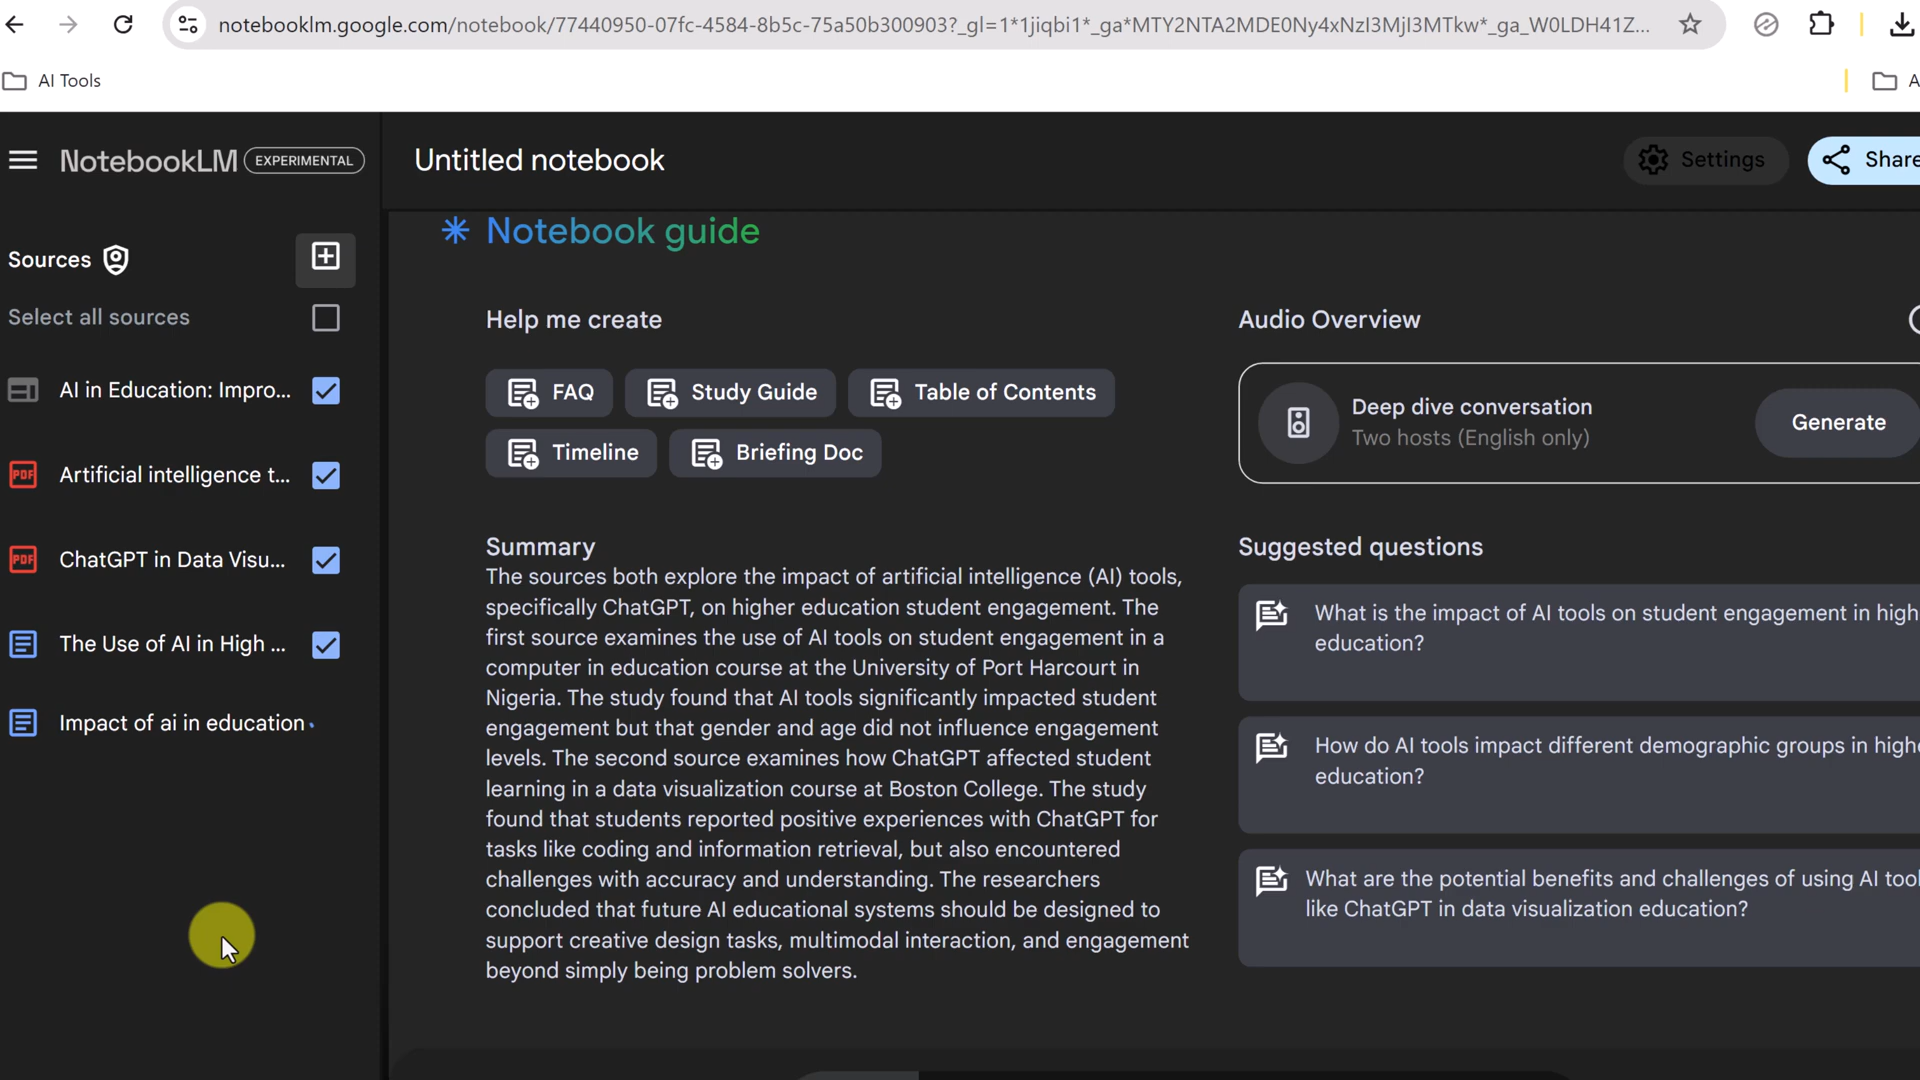 notebooklm.google.com/notebook/77440950-07fc-4584-8b5c-75a50b300903?_gl=1*1jiqbi1*_ga*MTY2NTA2MDE0Ny4xNzI3MjI3MTkw*_ga_W0LDH41Z...
AI Tools
A
NotebookLM EXPERIMENTAL
Untitled notebook
Settings
Share
Sources
Select all sources
AI in Education: Impro...
PDF Artificial intelligence t...
PDF ChatGPT in Data Visu...
The Use of AI in High ...
Impact of ai in education
Notebook guide
Help me create
FAQ Study Guide Table of Contents
Timeline Briefing Doc
Summary
The sources both explore the impact of artificial intelligence (AI) tools,
specifically ChatGPT, on higher education student engagement. The
first source examines the use of AI tools on student engagement in a
computer in education course at the University of Port Harcourt in
Nigeria. The study found that AI tools significantly impacted student
engagement but that gender and age did not influence engagement
levels. The second source examines how ChatGPT affected student
learning in a data visualization course at Boston College. The study
found that students reported positive experiences with ChatGPT for
tasks like coding and information retrieval, but also encountered
challenges with accuracy and understanding. The researchers
concluded that future AI educational systems should be designed to
support creative design tasks, multimodal interaction, and engagement
beyond simply being problem solvers.
Audio Overview
Deep dive conversation
Two hosts (English only)
Generate
Suggested questions
What is the impact of AI tools on student engagement in high
education?
How do AI tools impact different demographic groups in highe
education?
What are the potential benefits and challenges of using AI tool
like ChatGPT in data visualization education?